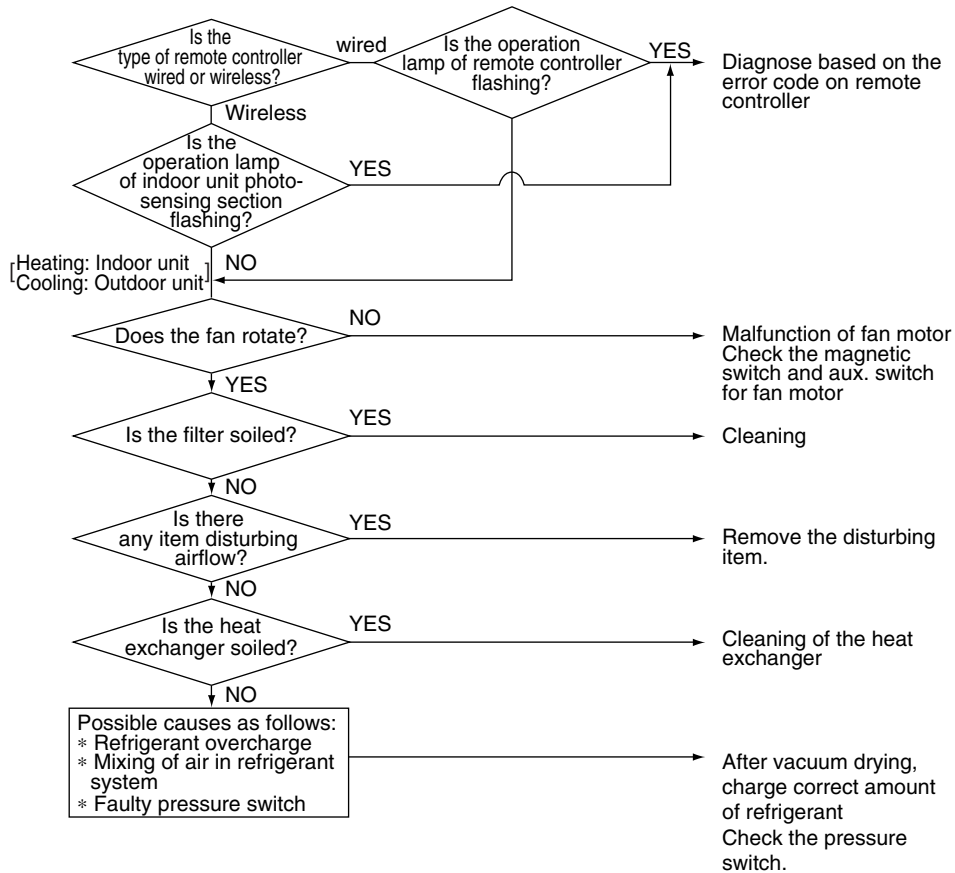 Is the
type of remote controller
wired or wireless?
wired
Is the operation
lamp of remote controller
flashing?
YES
Diagnose based on the
error code on remote
controller
Wireless
Is the
operation lamp
of indoor unit photo-
sensing section
flashing?
YES
[Heating: Indoor unit
Cooling: Outdoor unit]
NO
Does the fan rotate?
NO
Malfunction of fan motor
Check the magnetic
switch and aux. switch
for fan motor
YES
Is the filter soiled?
YES
Cleaning
NO
Is there
any item disturbing
airflow?
YES
Remove the disturbing
item.
NO
Is the heat
exchanger soiled?
YES
Cleaning of the heat
exchanger
NO
Possible causes as follows:
* Refrigerant overcharge
* Mixing of air in refrigerant
system
* Faulty pressure switch
After vacuum drying,
charge correct amount
of refrigerant
Check the pressure
switch.